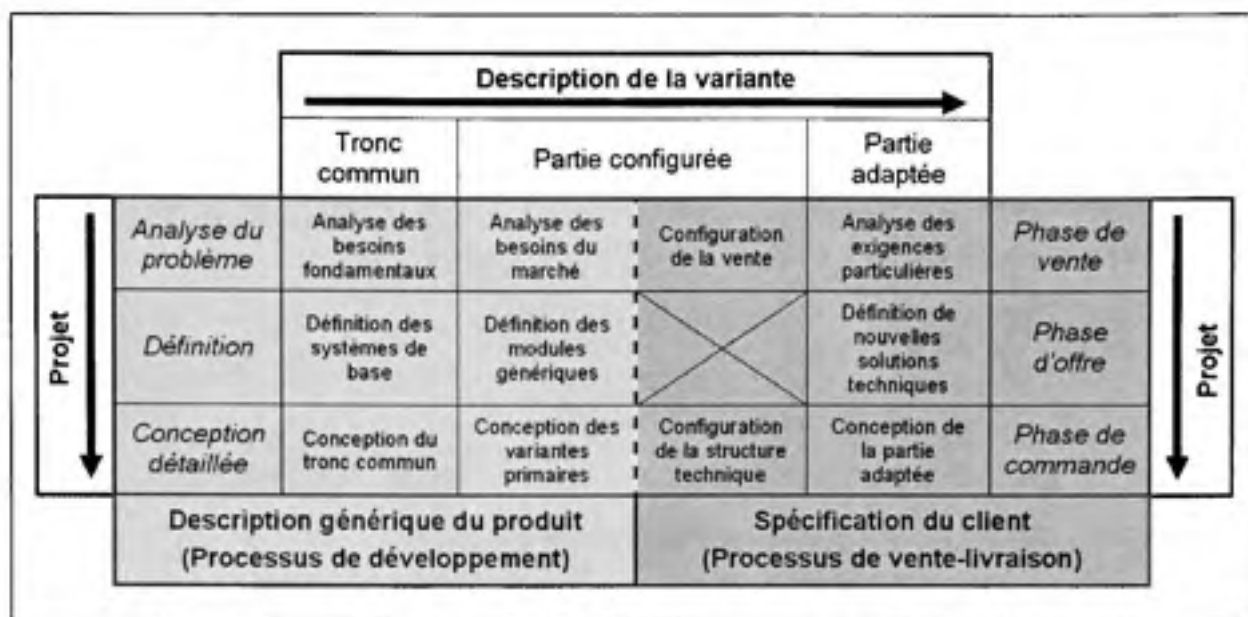 Description de la variante
Tronc
commun
Partie configurée
Partie
adaptée
Projet
Analyse du
problème
Analyse des
besoins
fondamentaux
Analyse des
besoins du
marché
Configuration
de la vente
Analyse des
exigences
particulières
Phase de
vente
Projet
Définition
Définition des
systèmes de
base
Définition des
modules
génériques
Définition de
nouvelles
solutions
techniques
Phase
d'offre
Conception
détaillée
Conception du
tronc commun
Conception des
variantes
primaires
Configuration
de la structure
technique
Conception de
la partie
adaptée
Phase de
commande
Description générique du produit
(Processus de développement)
Spécification du client
(Processus de vente-livraison)